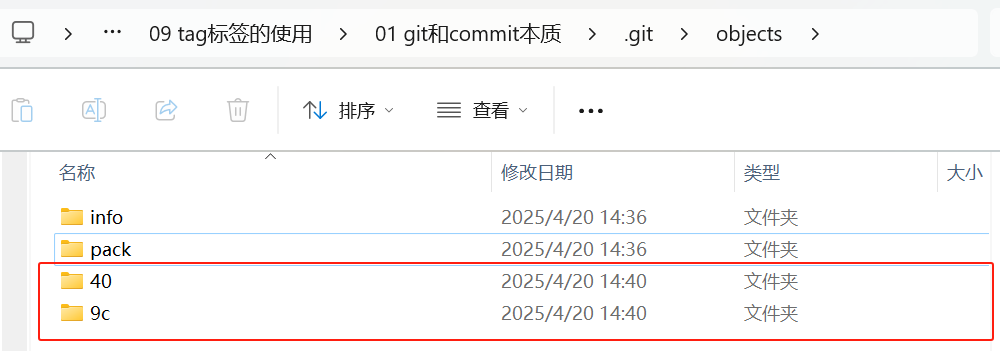 … 09 tag标签的使用 > 01 git和commit本质 > .git > objects >
排序 查看 •••
名称 修改日期 类型 大小
info 2025/4/20 14:36 文件夹
pack 2025/4/20 14:36 文件夹
40 2025/4/20 14:40 文件夹
9c 2025/4/20 14:40 文件夹